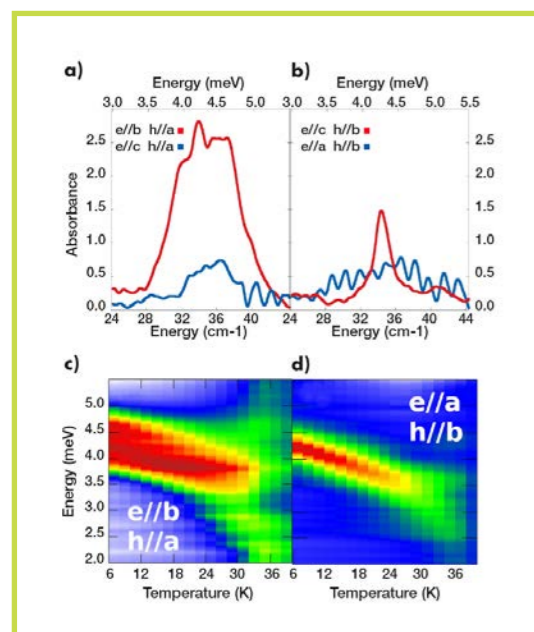 a) Energy (meV) b) Energy (meV)
3.0 3.5 4.0 4.5 5.0 3.0 3.5 4.0 4.5 5.0 5.5
e//b h//a
e//c h//a
e//c h//b
e//a h//b
Absorbance
2.5
2.0
1.5
1.0
0.5
0.0
2.5
2.0
1.5
1.0
0.5
0.0
24 28 32 36 40 24 28 32 36 40 44
Energy (cm-1) Energy (cm-1)
c) d)
Energy (meV)
5.0
4.5
4.0
3.5
3.0
2.5
2.0
e//b
h//a
e//a
h//b
6 12 18 24 30 36 6 12 18 24 30 36
Temperature (K) Temperature (K)